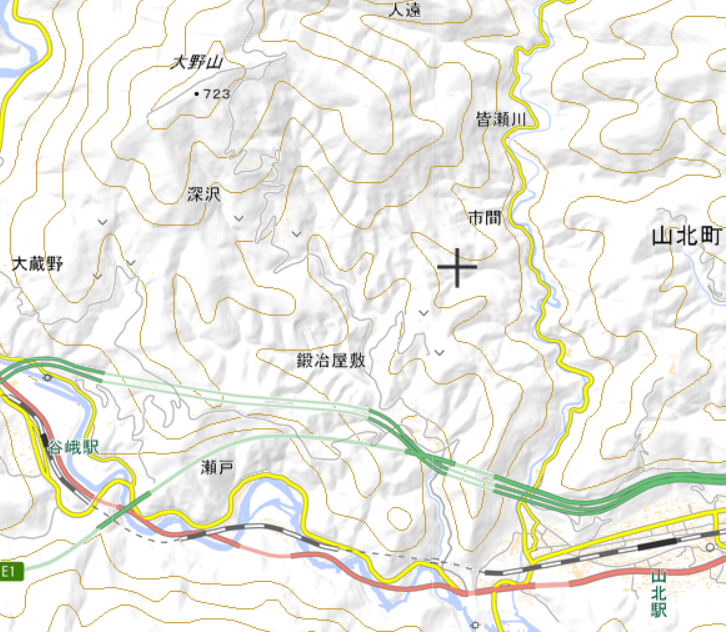 人遠
大野山
723
皆瀬川
深沢
市間
山北町
大蔵野
鍛冶屋敷
谷峨駅
瀬戸
E1
山北駅